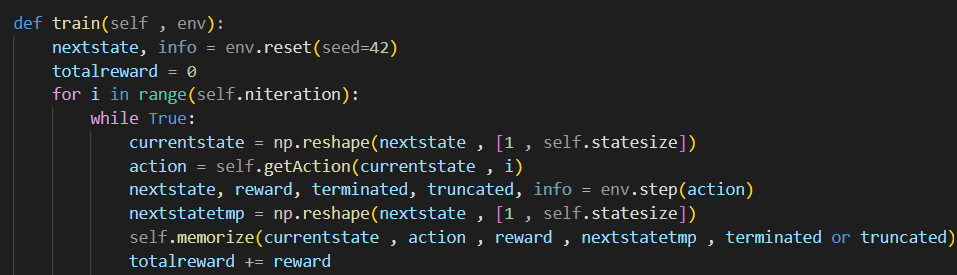 def train(self , env):
    nextstate, info = env.reset(seed=42)
    totalreward = 0
    for i in range(self.niteration):
        while True:
            currentstate = np.reshape(nextstate , [1 , self.statesize])
            action = self.getAction(currentstate , i)
            nextstate, reward, terminated, truncated, info = env.step(action)
            nextstatetmp = np.reshape(nextstate , [1 , self.statesize])
            self.memorize(currentstate , action , reward , nextstatetmp , terminated or truncated)
            totalreward += reward